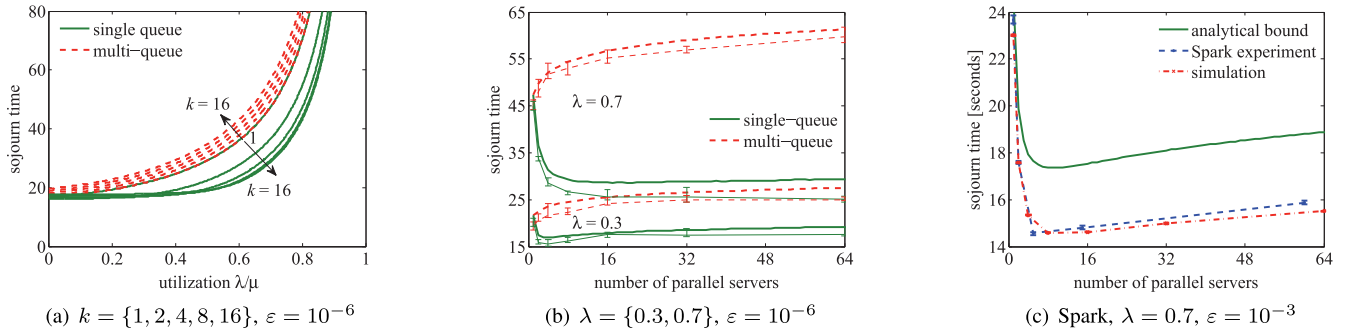 80
60
40
20
0
sojourn time
single queue
multi−queue
k = 16
1
k = 16
0
0.2
0.4
0.6
0.8
1
utilization λ/μ
(a) k = {1, 2, 4, 8, 16}, ε = 10⁻⁶
65
55
45
35
25
15
sojourn time
λ = 0.7
single−queue
multi−queue
λ = 0.3
0
16
32
48
64
number of parallel servers
(b) λ = {0.3, 0.7}, ε = 10⁻⁶
24
22
20
18
16
14
sojourn time [seconds]
analytical bound
Spark experiment
simulation
0
16
32
48
64
number of parallel servers
(c) Spark, λ = 0.7, ε = 10⁻³